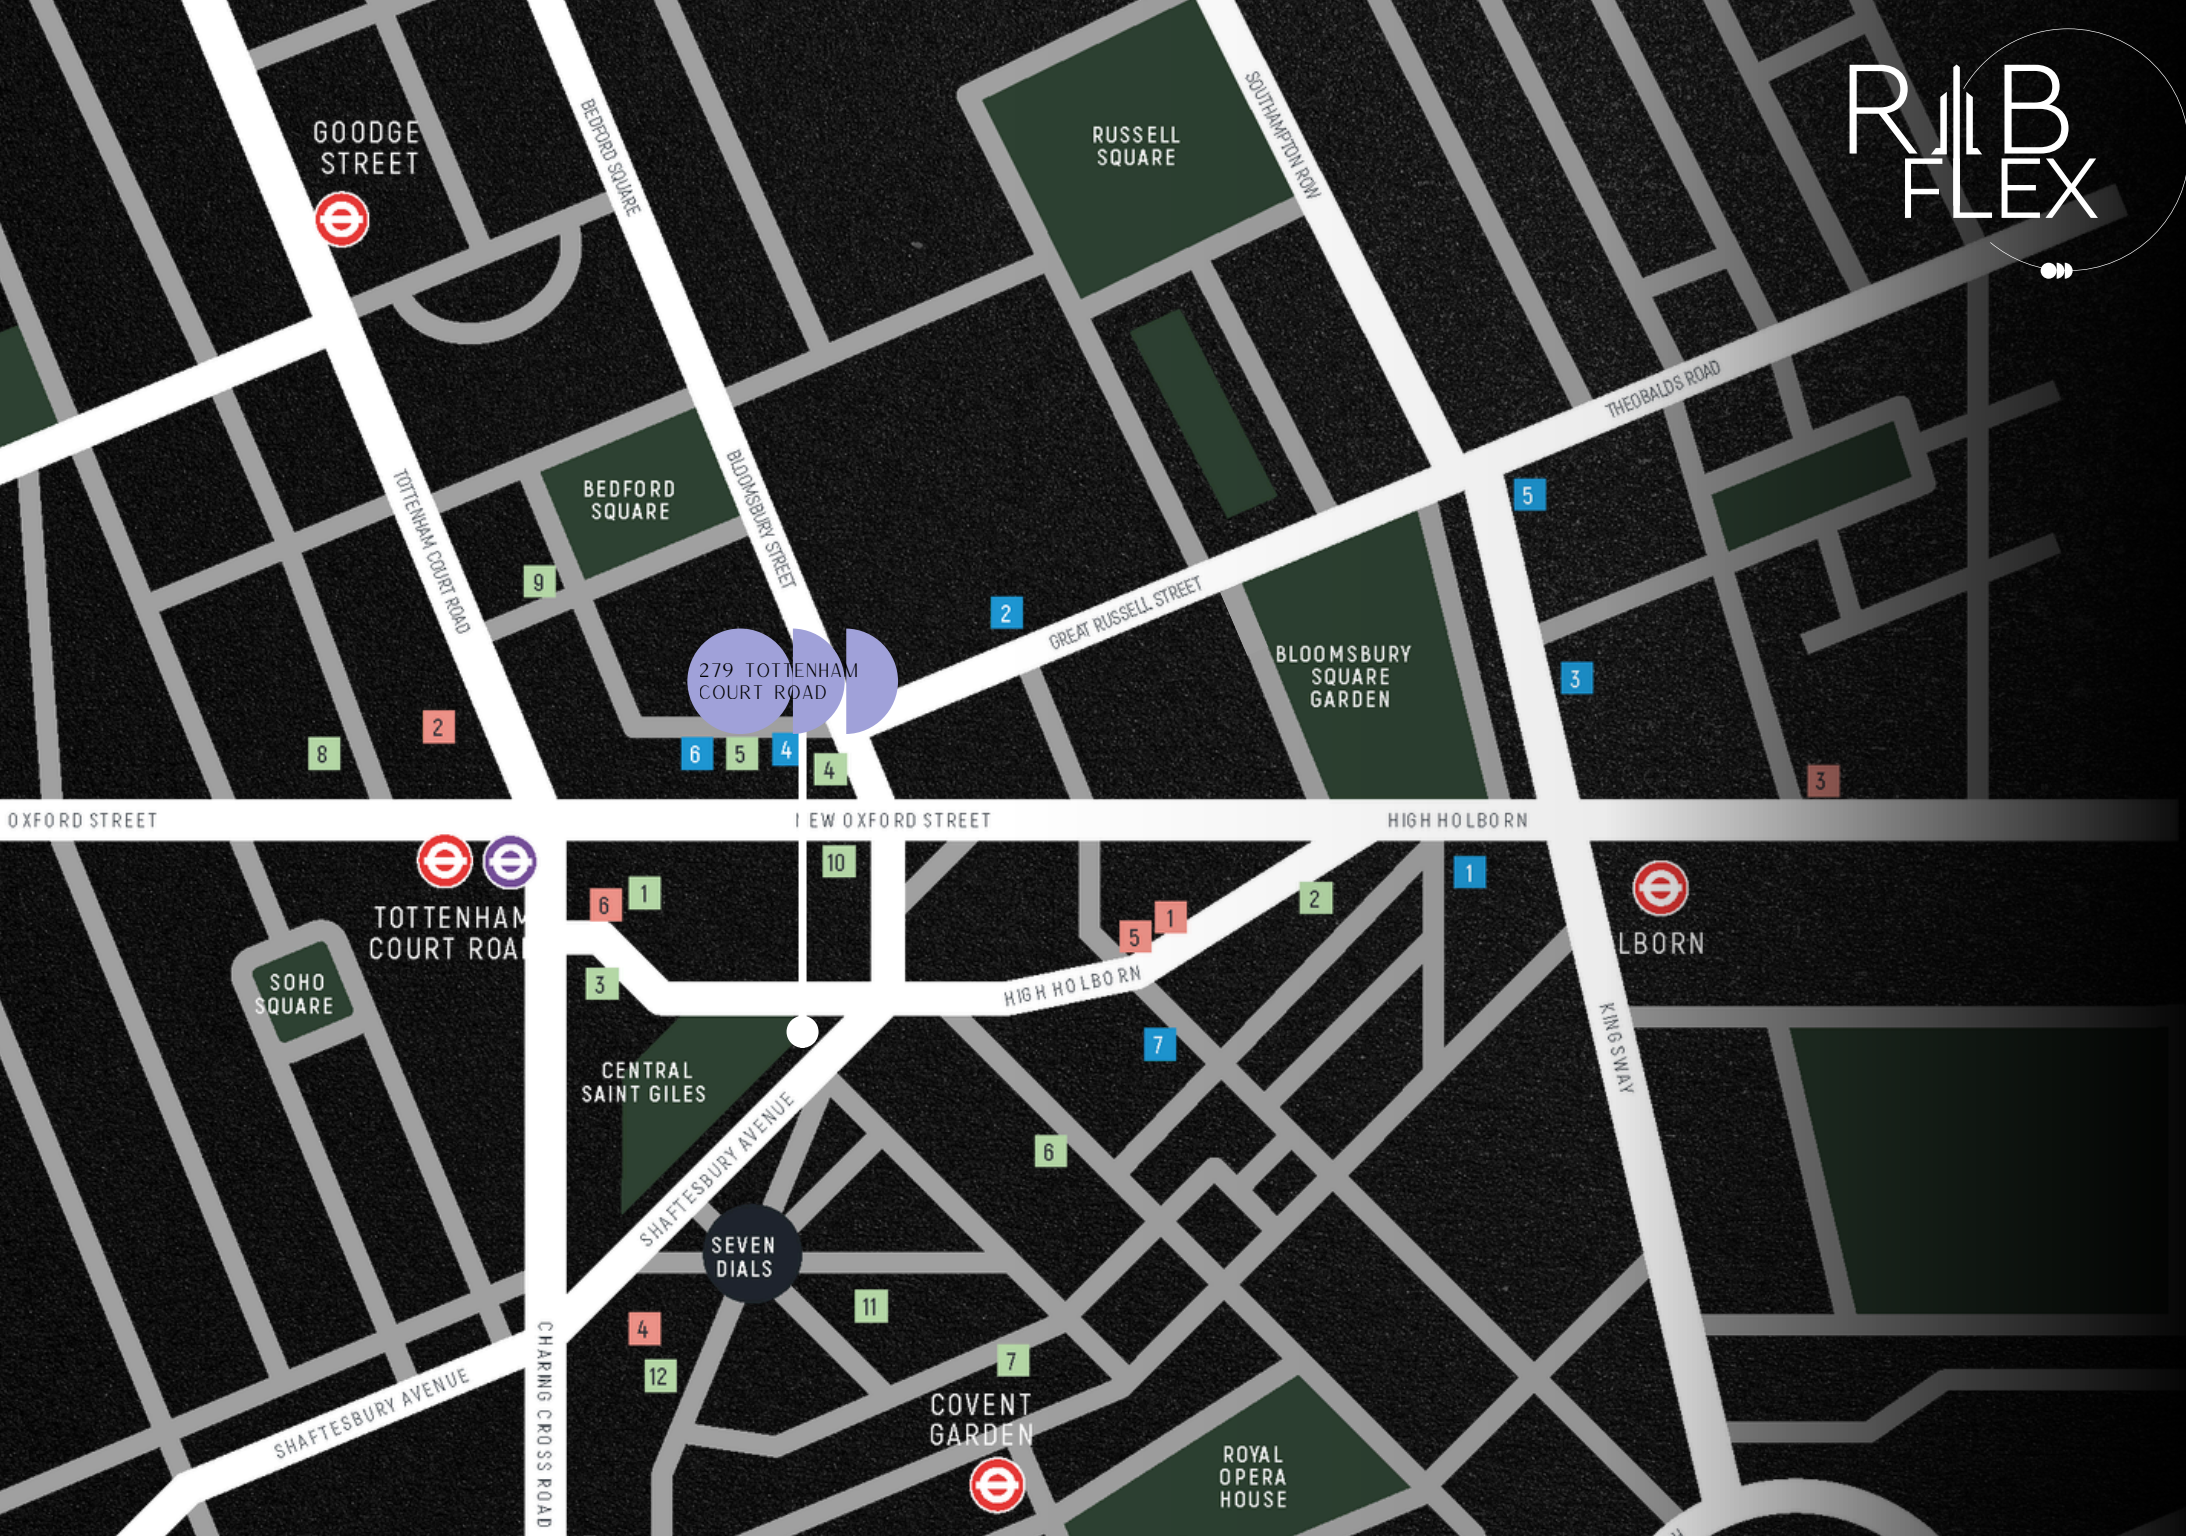 R B
FLEX
GOODGE
STREET
BEDFORD SQUARE
RUSSELL
SQUARE
SOUTHAMPTON ROW
THEOBALDS ROAD
TOTTENHAM COURT ROAD
BEDFORD
SQUARE
BLOOMSBURY STREET
5
9
2
GREAT RUSSELL STREET
BLOOMSBURY
SQUARE
GARDEN
3
279 TOTTENHAM
COURT ROAD
2
8
6
5
4
4
3
OXFORD STREET
EW OXFORD STREET
HIGH HOLBORN
10
1
6
1
2
1
5
TOTTENHAM
COURT ROA
LBORN
SOHO
SQUARE
3
HIGH HOLBORN
7
KINGSWAY
CENTRAL
SAINT GILES
SHAFTESBURY AVENUE
6
SEVEN
DIALS
11
4
12
7
CHARING CROSS ROAD
SHAFTESBURY AVENUE
COVENT
GARDEN
ROYAL
OPERA
HOUSE